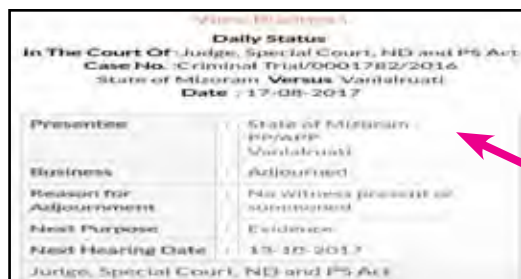 View Business
Daily Status
In The Court Of :Judge, Special Court, ND and PS Act
Case No. :Criminal Trial/0001782/2016
State of Mizoram Versus Vanlalruati
Date : 17-08-2017
Presentee : State of Mizoram
PP/APP
Vanlalruati
Business : Adjourned
Reason for : No witness present or
Adjournment summoned
Next Purpose : Evidence
Next Hearing Date : 13-10-2017
Judge, Special Court, ND and PS Act